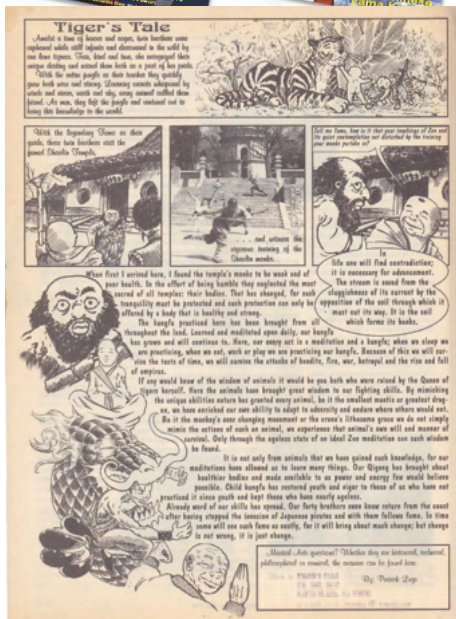 Tiger's Tale
Amidst a time of heroes and sages, twin brothers were
orphaned while still infants and discovered in the wild by
one lone tigress. Fair, kind and true, she recognized their
unique destiny and raised them both as a part of her pride.
With the entire jungle as their teacher they quickly
grew both wise and strong. Learning secrets whispered by
winds and rivers, earth and sky, every animal called them
friend. As men, they left the jungle and ventured out to
bring this knowledge to the world.
With the legendary Tamo as their
guide, these twin brothers visit the
famed Shaolin Temple,
. . . and witness the
vigorous training of the
Shaolin monks.
Tell me Tamo, how is it that your teachings of Zen and
its quiet contemplation not disturbed by the training
your monks partake in?
In
life one will find contradiction;
it is necessary for advancement.
The stream is saved from the
sluggishness of its current by the
opposition of the soil through which it
must cut its way. It is the soil
which forms its banks.
When first I arrived here, I found the temple's monks to be weak and of
poor health. In the effort of being humble they neglected the most
sacred of all temples; their bodies. That has changed, for such
tranquility must be protected and such protection can only be
offered by a body that is healthy and strong.
The kungfu practiced here has been brought from all
throughout the land. Learned and meditated upon daily, our kungfu
has grown and will continue to. Here, our every act is a meditation and a kungfu; when we sleep we
are practicing, when we eat, work or play we are practicing our kungfu. Because of this we will sur-
vive the tests of time, we will survive the attacks of bandits, fire, war, betrayal and the rise and fall
of empires.
If any would know of the wisdom of animals it would be you both who were raised by the Queen of
tigers herself. Here the animals have brought great wisdom to our fighting skills. By mimicking
the unique abilities nature has granted every animal, be it the smallest mantis or greatest drag-
on, we have enriched our own ability to adapt to adversity and endure where others would not.
Be it the monkey's ever changing movement or the crane's lithesome grace we do not simply
mimic the actions of such an animal, we experience that animal's own will and manner of
survival. Only through the ageless state of an ideal Zen meditation can such wisdom
be found.
It is not only from animals that we have gained such knowledge, for our
meditations have allowed us to learn many things. Our Qigong has brought about
healthier bodies and made available to us power and energy few would believe
possible. Child kungfu has restored youth and vigor to those of us who have not
practiced it since youth and kept those who have nearly ageless.
Already word of our skills has spread. Our forty brothers even know return from the coast
after having stopped the invasion of Japanese pirates and with them follows fame. In time
some will see such fame as costly, for it will bring about much change; but change
is not wrong, it is just change.
Martial Arts questions? Whether they are historical, technical,
philosophical or comical, the answers can be found here.
TIGER'S TALE
By: Patrick Lugo